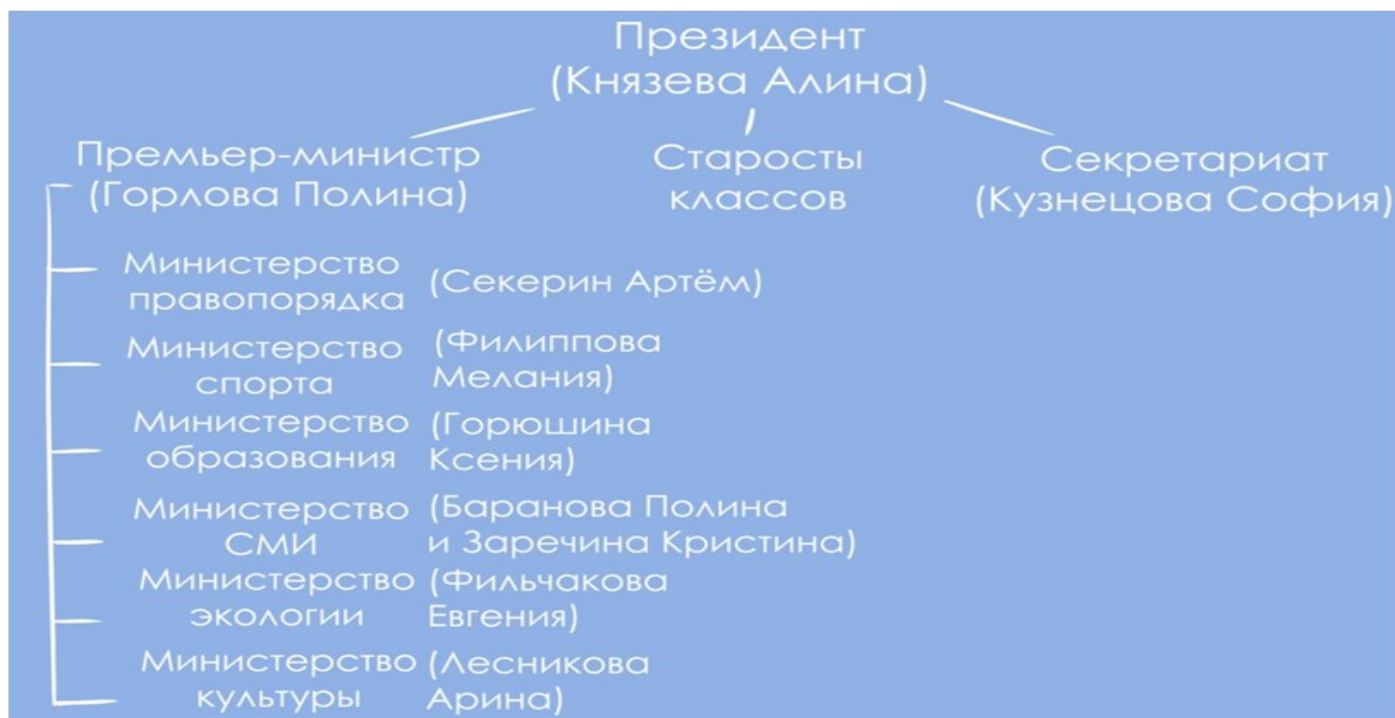 Президент
(Князева Алина)
Премьер-министр
(Горлова Полина)
Старосты
классов
Секретариат
(Кузнецова София)
Министерство
правопорядка
(Секерин Артём)
Министерство
спорта
(Филиппова
Мелания)
Министерство
образования
(Горюшина
Ксения)
Министерство
СМИ
(Баранова Полина
и Заречина Кристина)
Министерство
экологии
(Фильчакова
Евгения)
Министерство
культуры
(Лесникова
Арина)